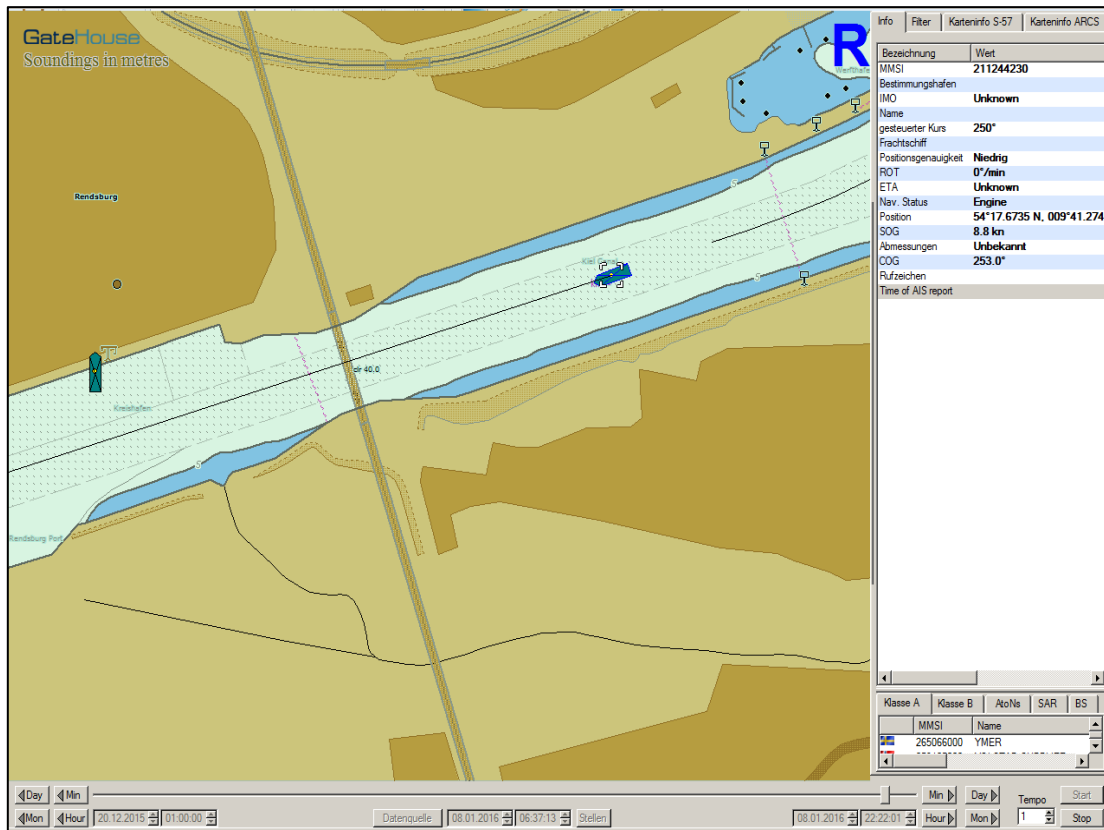 GateHouse
Soundings in metres
R
Werfthafe
Rendsburg
Kiel Canal
S
S
clr 40.0
Kreishafen
S
Rendsburg Port
Info Filter Karteninfo S-57 Karteninfo ARCS
Bezeichnung Wert
MMSI 211244230
Bestimmungshafen
IMO Unknown
Name
gesteuerter Kurs 250°
Frachtschiff
Positionsgenauigkeit Niedrig
ROT 0°/min
ETA Unknown
Nav. Status Engine
Position 54°17.6735 N, 009°41.274
SOG 8.8 kn
Abmessungen Unbekannt
COG 253.0°
Rufzeichen
Time of AIS report
Klasse A Klasse B AtoNs SAR BS
MMSI Name
265066000 YMER
Day Min Min Day Tempo Start
Mon Hour 20.12.2015 01:00:00 Datenquelle 08.01.2016 06:37:13 Stellen 08.01.2016 22:22:01 Hour Mon 1 Stop